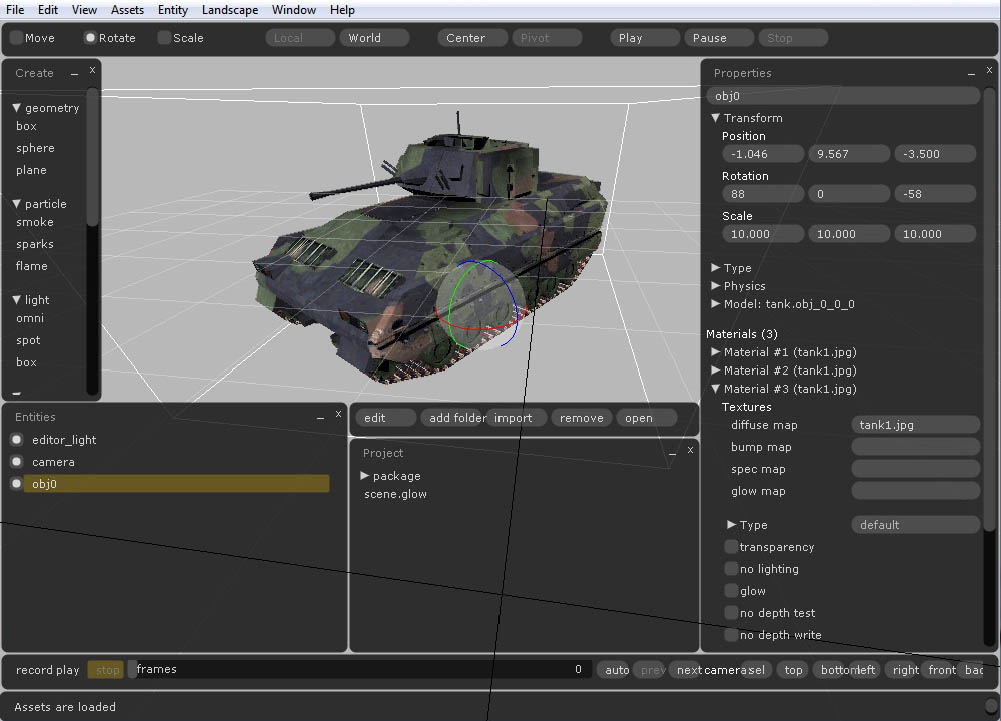 File Edit View Assets Entity Landscape Window Help
Move Rotate Scale Local World Center Pivot Play Pause Stop
Create _ x
geometry
box
sphere
plane
particle
smoke
sparks
flame
light
omni
spot
box
Properties _ x
obj0
Transform
Position
-1.046 9.567 -3.500
Rotation
88 0 -58
Scale
10.000 10.000 10.000
Type
Physics
Model: tank.obj_0_0_0
Materials (3)
Material #1 (tank1.jpg)
Material #2 (tank1.jpg)
Material #3 (tank1.jpg)
Textures
diffuse map tank1.jpg
bump map
spec map
glow map
Type default
transparency
no lighting
glow
no depth test
no depth write
Entities _ x
editor_light
camera
obj0
edit add folder import remove open
Project _ x
package
scene.glow
record play stop frames 0 auto prev next camera sel top bottom left right front bac
Assets are loaded